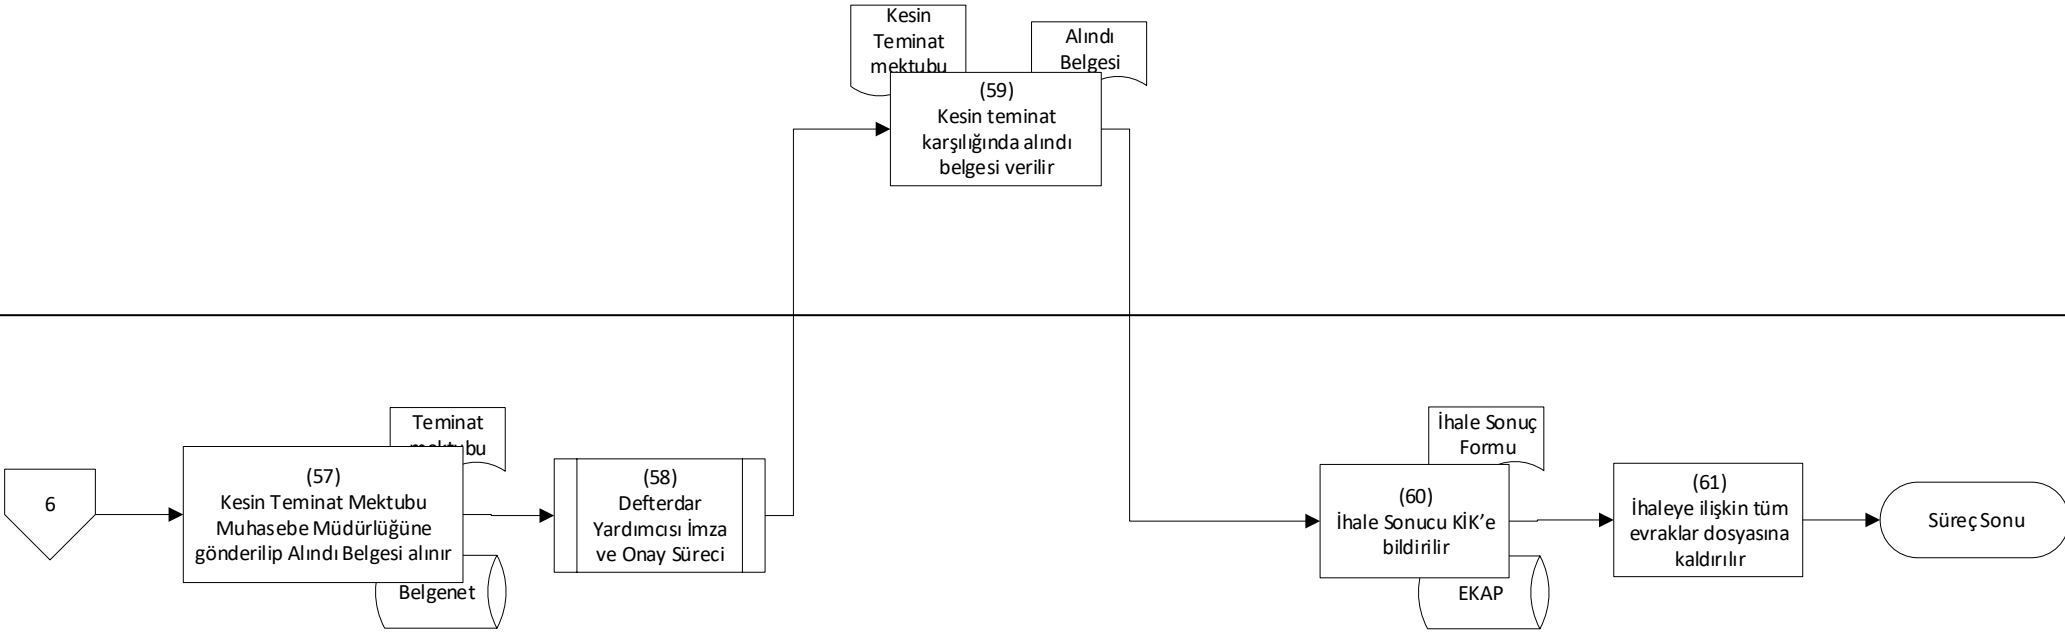 Kesin
Teminat
mektubu
Alındı
Belgesi
(59)
Kesin teminat
karşılığında alındı
belgesi verilir
6
Teminat
mektubu
(57)
Kesin Teminat Mektubu
Muhasebe Müdürlüğüne
gönderilip Alındı Belgesi alınır
Belgenet
(58)
Defterdar
Yardımcısı İmza
ve Onay Süreci
İhale Sonuç
Formu
(60)
İhale Sonucu KİK’e
bildirilir
EKAP
(61)
İhaleye ilişkin tüm
evraklar dosyasına
kaldırılır
Süreç Sonu